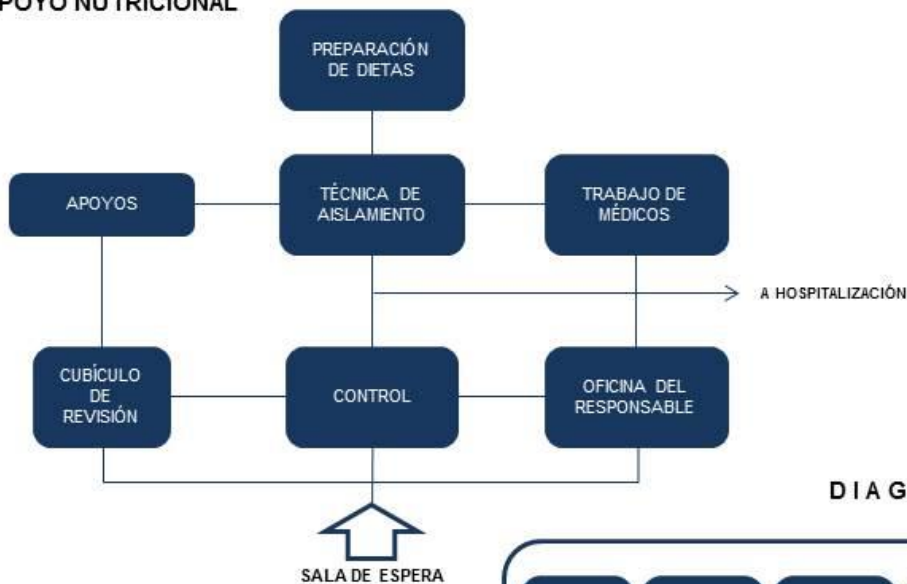 POYO NUTRICIONAL
PREPARACIÓN
DE DIETAS
APOYOS
TÉCNICA DE
AISLAMIENTO
TRABAJO DE
MÉDICOS
A HOSPITALIZACIÓN
CUBÍCULO
DE
REVISIÓN
CONTROL
OFICINA DEL
RESPONSABLE
DIAG
SALA DE ESPERA